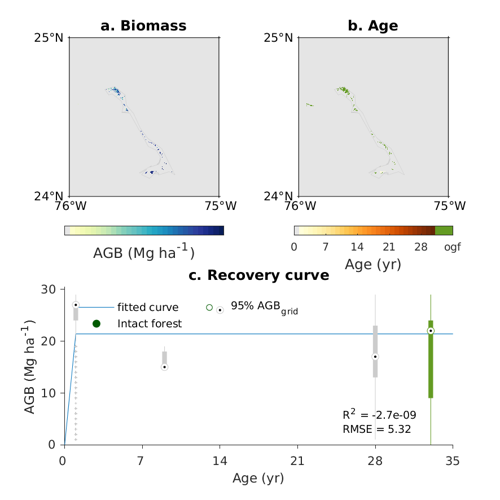 a. Biomass
b. Age
25°N
24°N
76°W
75°W
AGB (Mg ha⁻¹)
25°N
24°N
76°W
75°W
0 7 14 21 28 ogf
Age (yr)
c. Recovery curve
30
20
10
0
AGB (Mg ha⁻¹)
fitted curve
95% AGB_grid
Intact forest
R² = -2.7e-09
RMSE = 5.32
0 7 14 21 28 35
Age (yr)